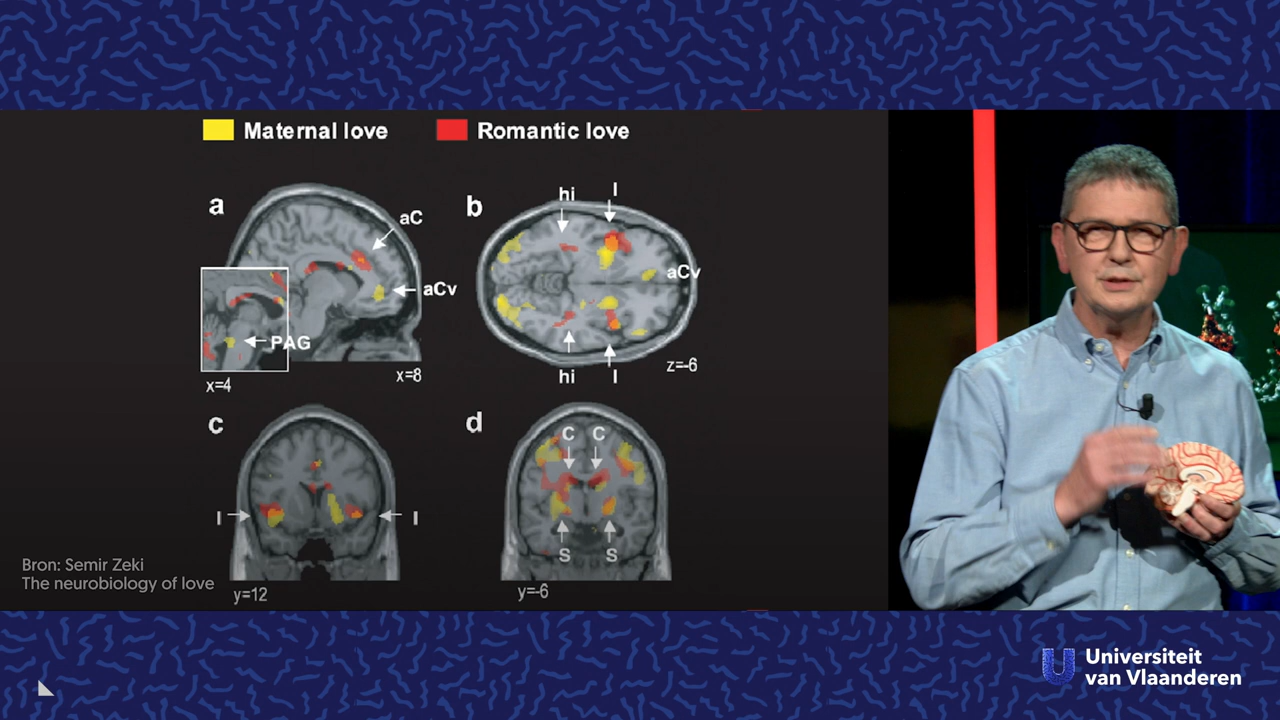 Maternal love
Romantic love
a
aC
aCv
PAG
x=4
x=8
b
hi
I
aCv
hi
I
z=-6
c
I
I
y=12
d
C
C
S
S
y=-6
Bron: Semir Zeki
The neurobiology of love
Universiteit
van Vlaanderen